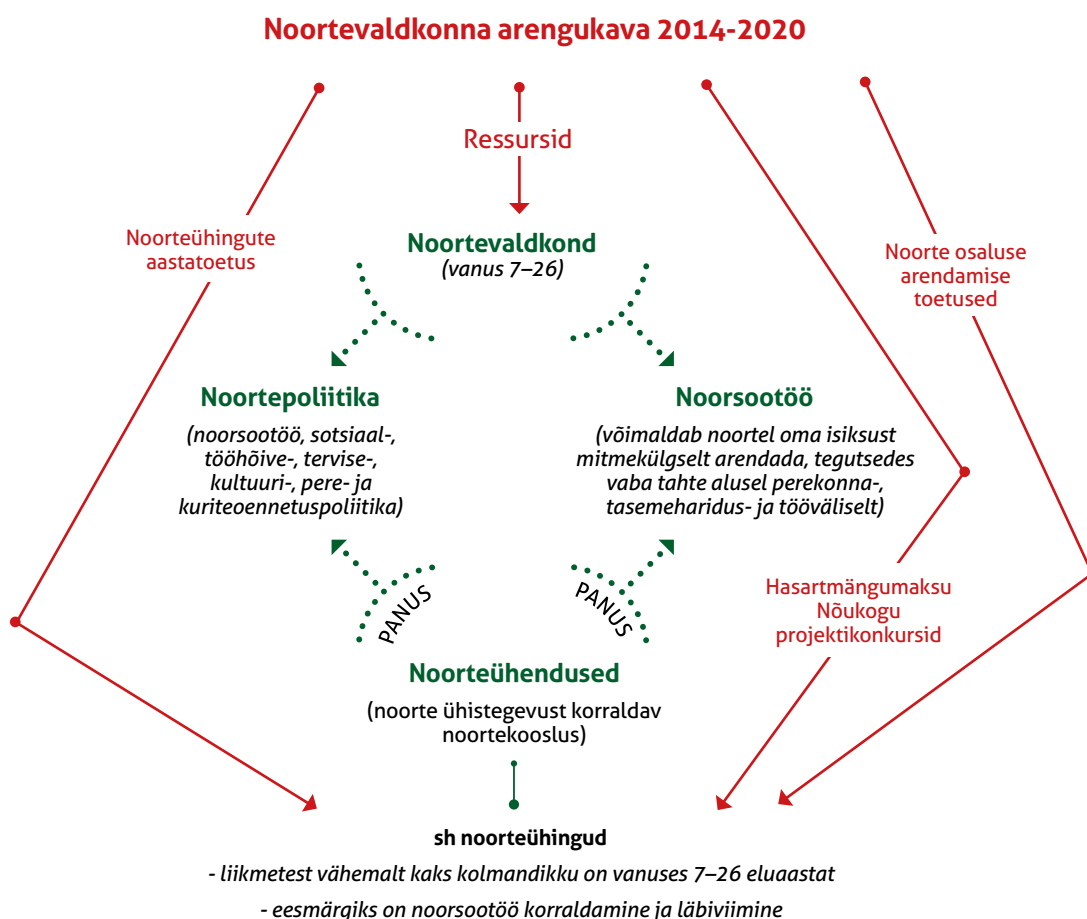 Noortevaldkonna arengukava 2014-2020
Ressursid
Noorteühingute
aastatoetus
Noortevaldkond
(vanus 7–26)
Noorte osaluse
arendamise
toetused
Noortepoliitika
(noorsootöö, sotsiaal-,
tööhõive-, tervise-,
kultuuri-, pere- ja
kuriteoennetuspoliitika)
Noorsootöö
(võimaldab noortel oma isiksust
mitmekülgselt arendada, tegutsedes
vaba tahte alusel perekonna-,
tasemeharidus- ja tööväliselt)
PANUS
PANUS
Hasartmängumaksu
Nõukogu
projektikonkursid
Noorteühendused
(noorte ühistegevust korraldav
noortekooslus)
sh noorteühingud
- liikmetest vähemalt kaks kolmandikku on vanuses 7–26 eluaastat
- eesmärgiks on noorsootöö korraldamine ja läbiviimine